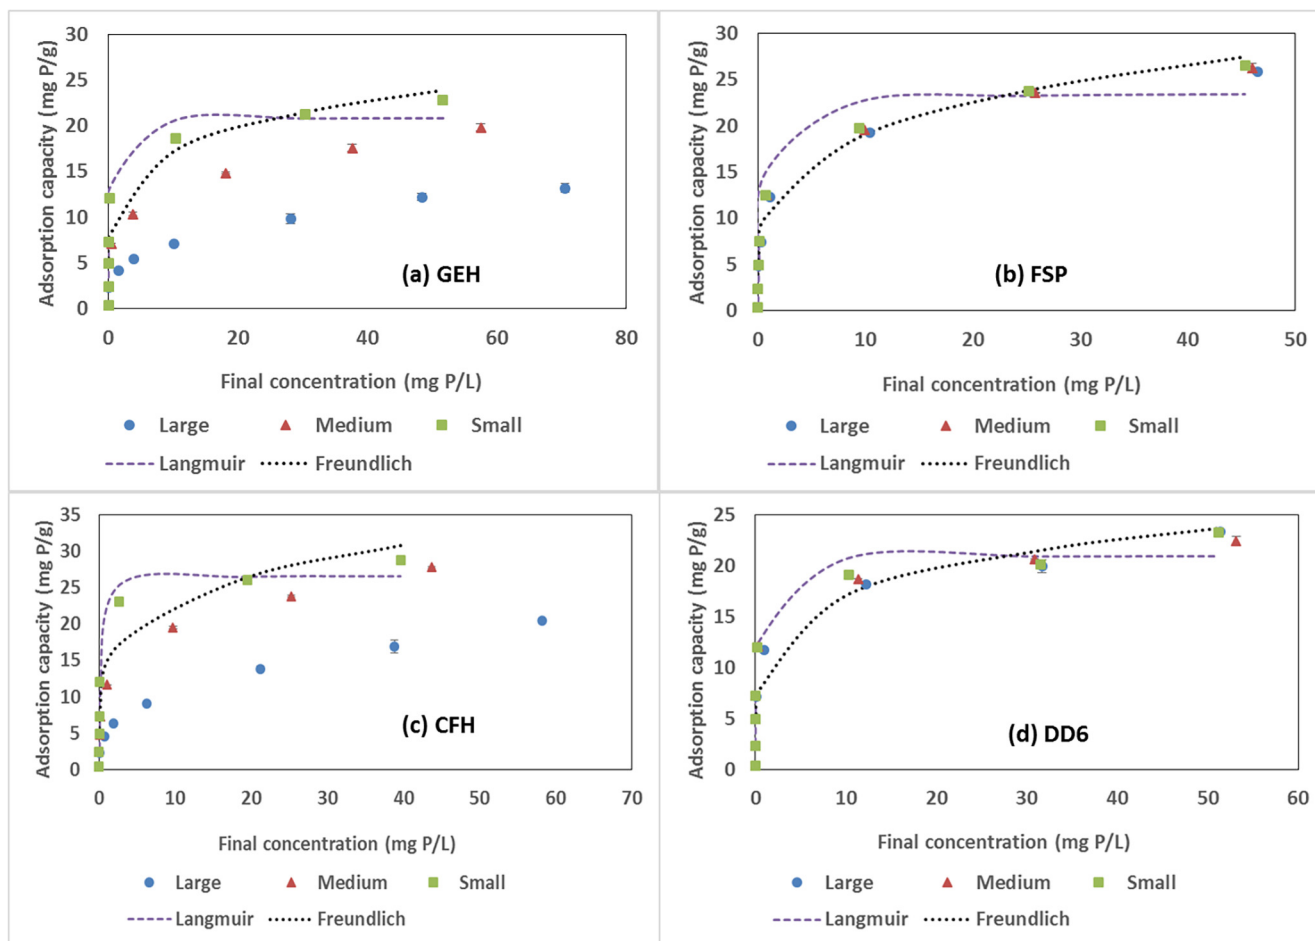 30
25
20
15
10
5
0
Adsorption capacity (mg P/g)
(a) GEH
0 20 40 60 80
Final concentration (mg P/L)
Large Medium Small
Langmuir Freundlich
30
25
20
15
10
5
0
Adsorption capacity (mg P/g)
(b) FSP
0 10 20 30 40 50
Final concentration (mg P/L)
Large Medium Small
Langmuir Freundlich
35
30
25
20
15
10
5
0
Adsorption capacity (mg P/g)
(c) CFH
0 10 20 30 40 50 60 70
Final concentration (mg P/L)
Large Medium Small
Langmuir Freundlich
25
20
15
10
5
0
Adsorption capacity (mg P/g)
(d) DD6
0 10 20 30 40 50 60
Final concentration (mg P/L)
Large Medium Small
Langmuir Freundlich